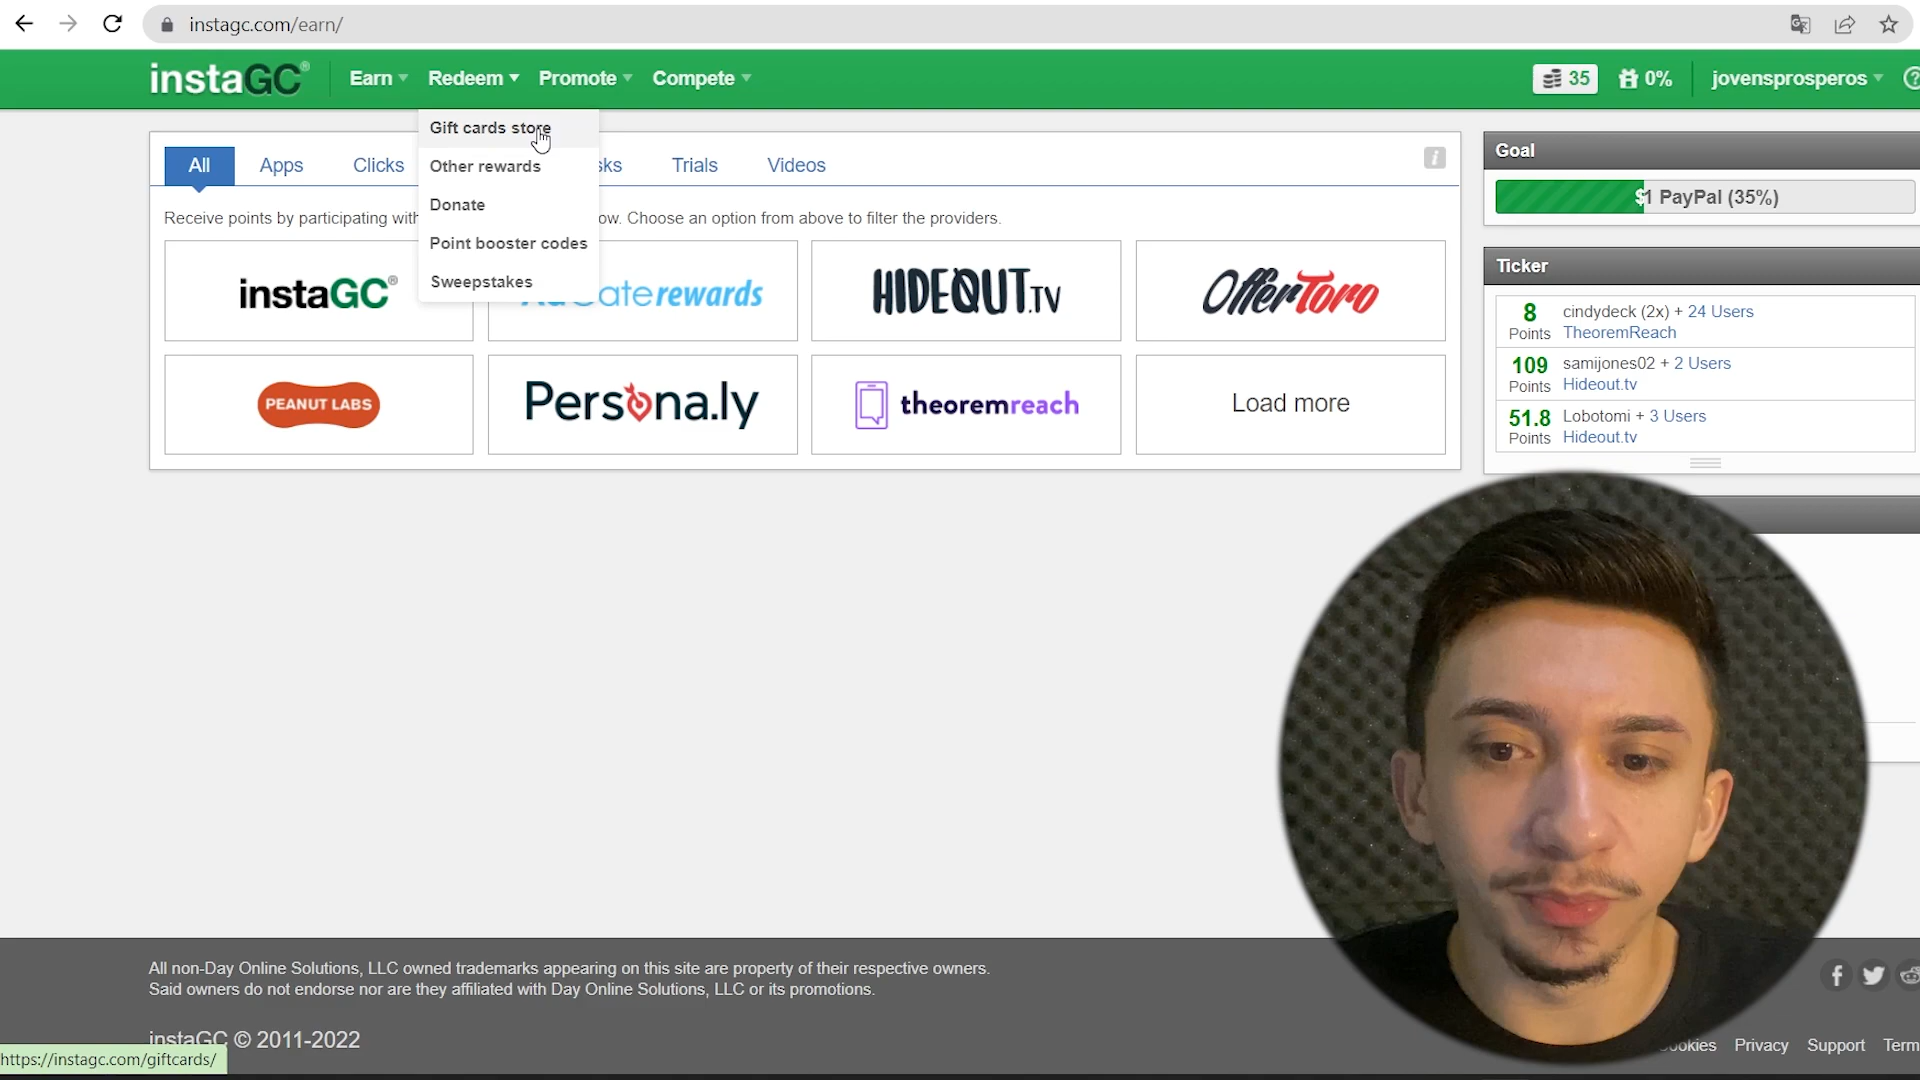 instagc.com/earn/
instaGC® Earn Redeem Promote Compete 35 0% jovensprosperos
Gift cards store
Other rewards
Donate
Point booster codes
Sweepstakes
All Apps Clicks sks Trials Videos
Receive points by participating with ow. Choose an option from above to filter the providers.
instaGC® AdGate rewards HIDEOUT.TV OfferToro
PEANUT LABS Persona.ly theoremreach Load more
Goal
$1 PayPal (35%)
Ticker
8 Points cindydeck (2x) + 24 Users
TheoremReach
109 Points samijones02 + 2 Users
Hideout.tv
51.8 Points Lobotomi + 3 Users
Hideout.tv
All non-Day Online Solutions, LLC owned trademarks appearing on this site are property of their respective owners.
Said owners do not endorse nor are they affiliated with Day Online Solutions, LLC or its promotions.
instaGC © 2011-2022
ookies Privacy Support Term
https://instagc.com/giftcards/